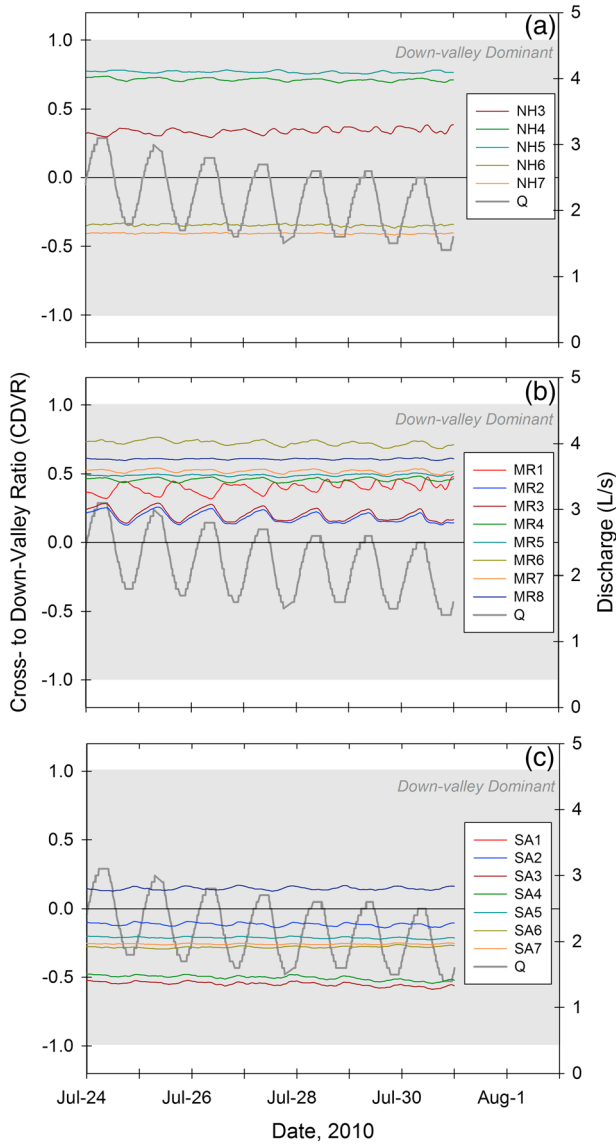 (a)
Down-valley Dominant
1.0
0.5
0.0
-0.5
-1.0
5
4
3
2
1
0
NH3
NH4
NH5
NH6
NH7
Q
(b)
Down-valley Dominant
1.0
0.5
0.0
-0.5
-1.0
5
4
3
2
1
0
MR1
MR2
MR3
MR4
MR5
MR6
MR7
MR8
Q
Cross- to Down-Valley Ratio (CDVR)
Discharge (L/s)
(c)
Down-valley Dominant
1.0
0.5
0.0
-0.5
-1.0
5
4
3
2
1
0
SA1
SA2
SA3
SA4
SA5
SA6
SA7
Q
Jul-24
Jul-26
Jul-28
Jul-30
Aug-1
Date, 2010